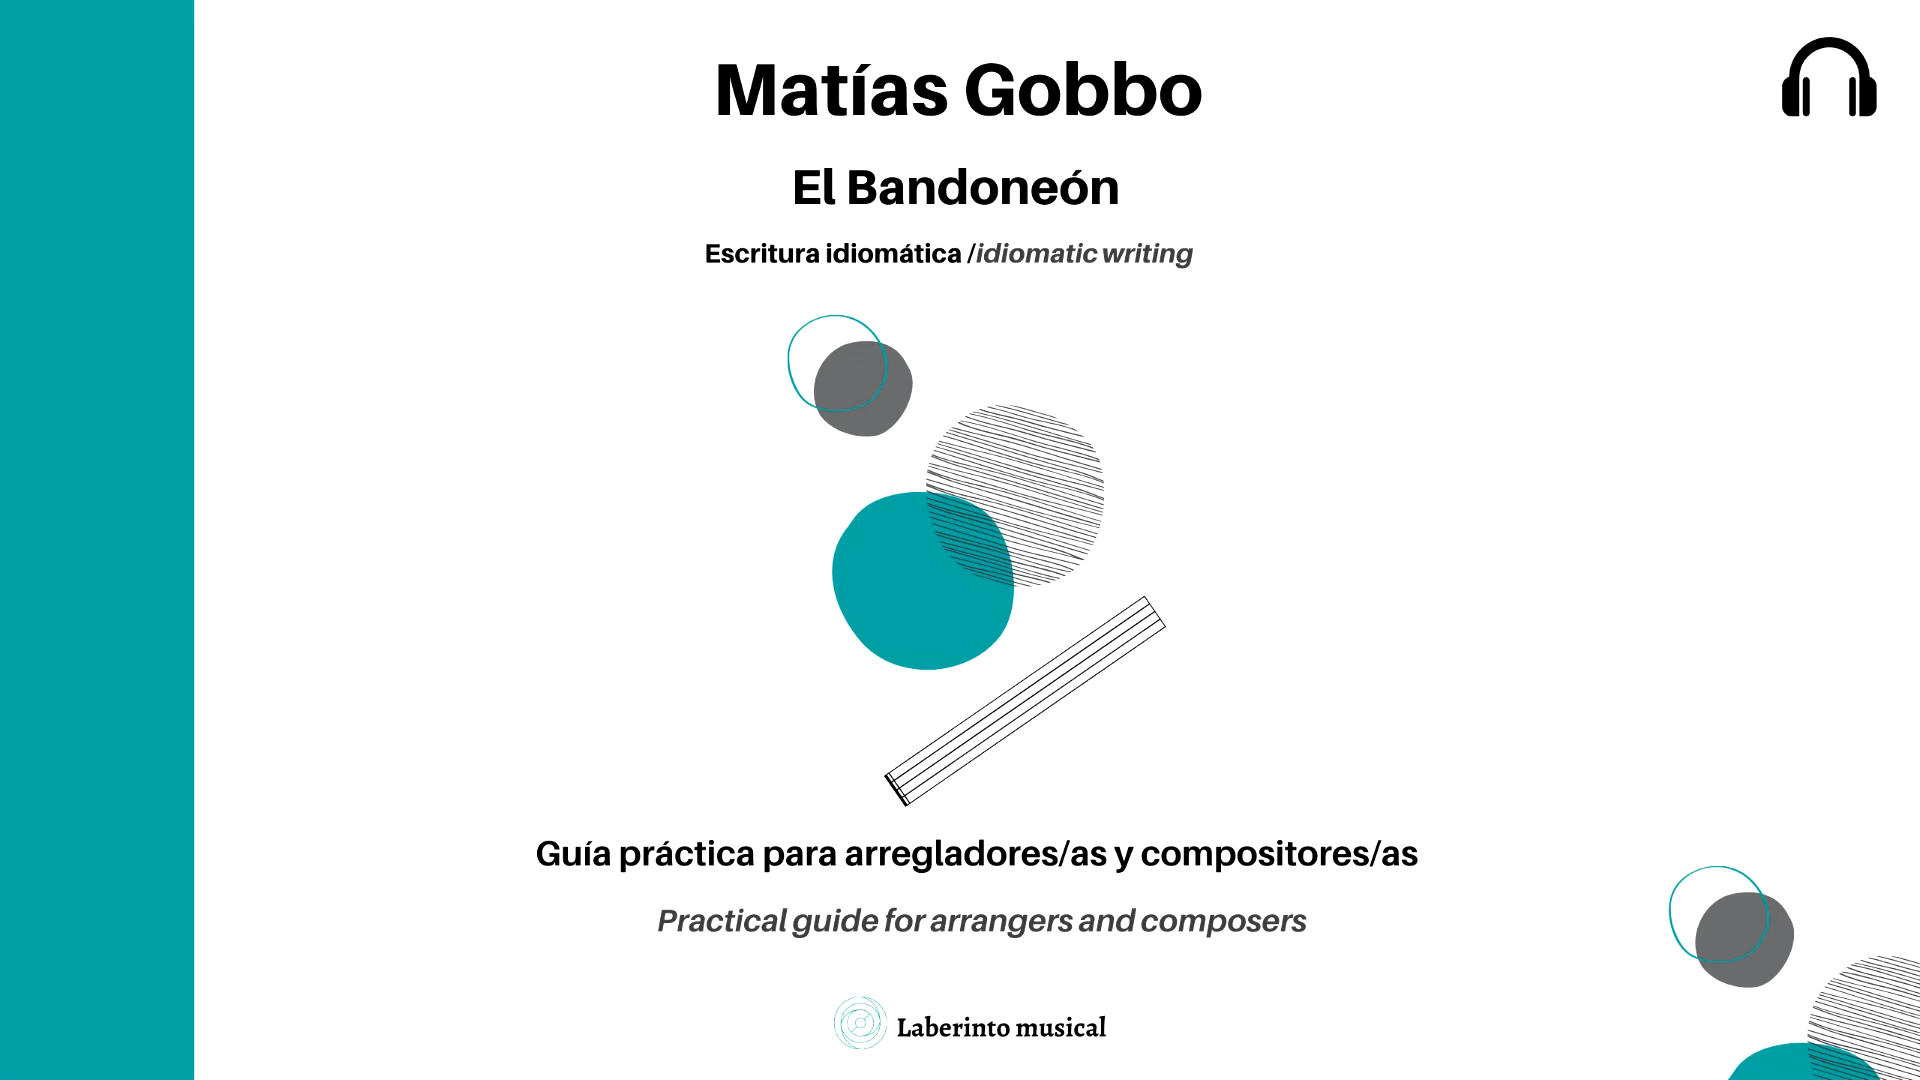 Matías Gobbo
El Bandoneón
Escritura idiomática /idiomatic writing
Guía práctica para arregladores/as y compositores/as
Practical guide for arrangers and composers
Laberinto musical